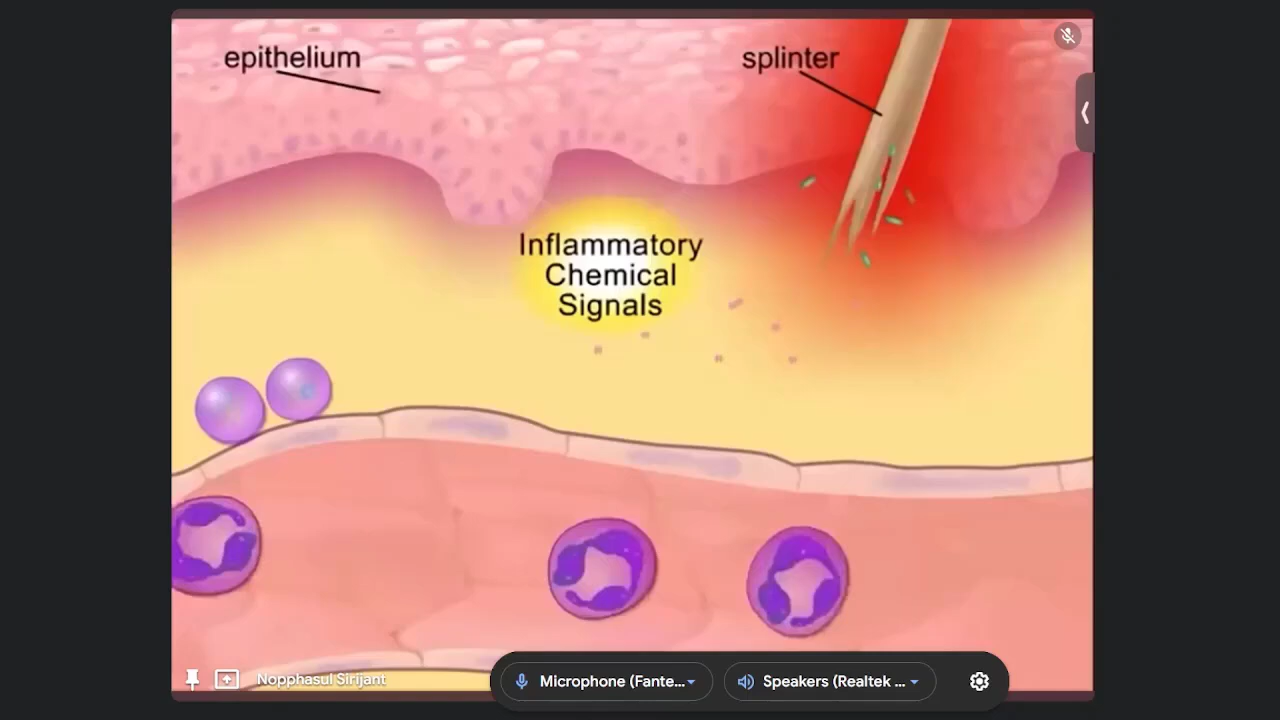 epithelium
splinter
Inflammatory
Chemical
Signals
Nopphasul Sirijant
Microphone (Fante...
Speakers (Realtek ...